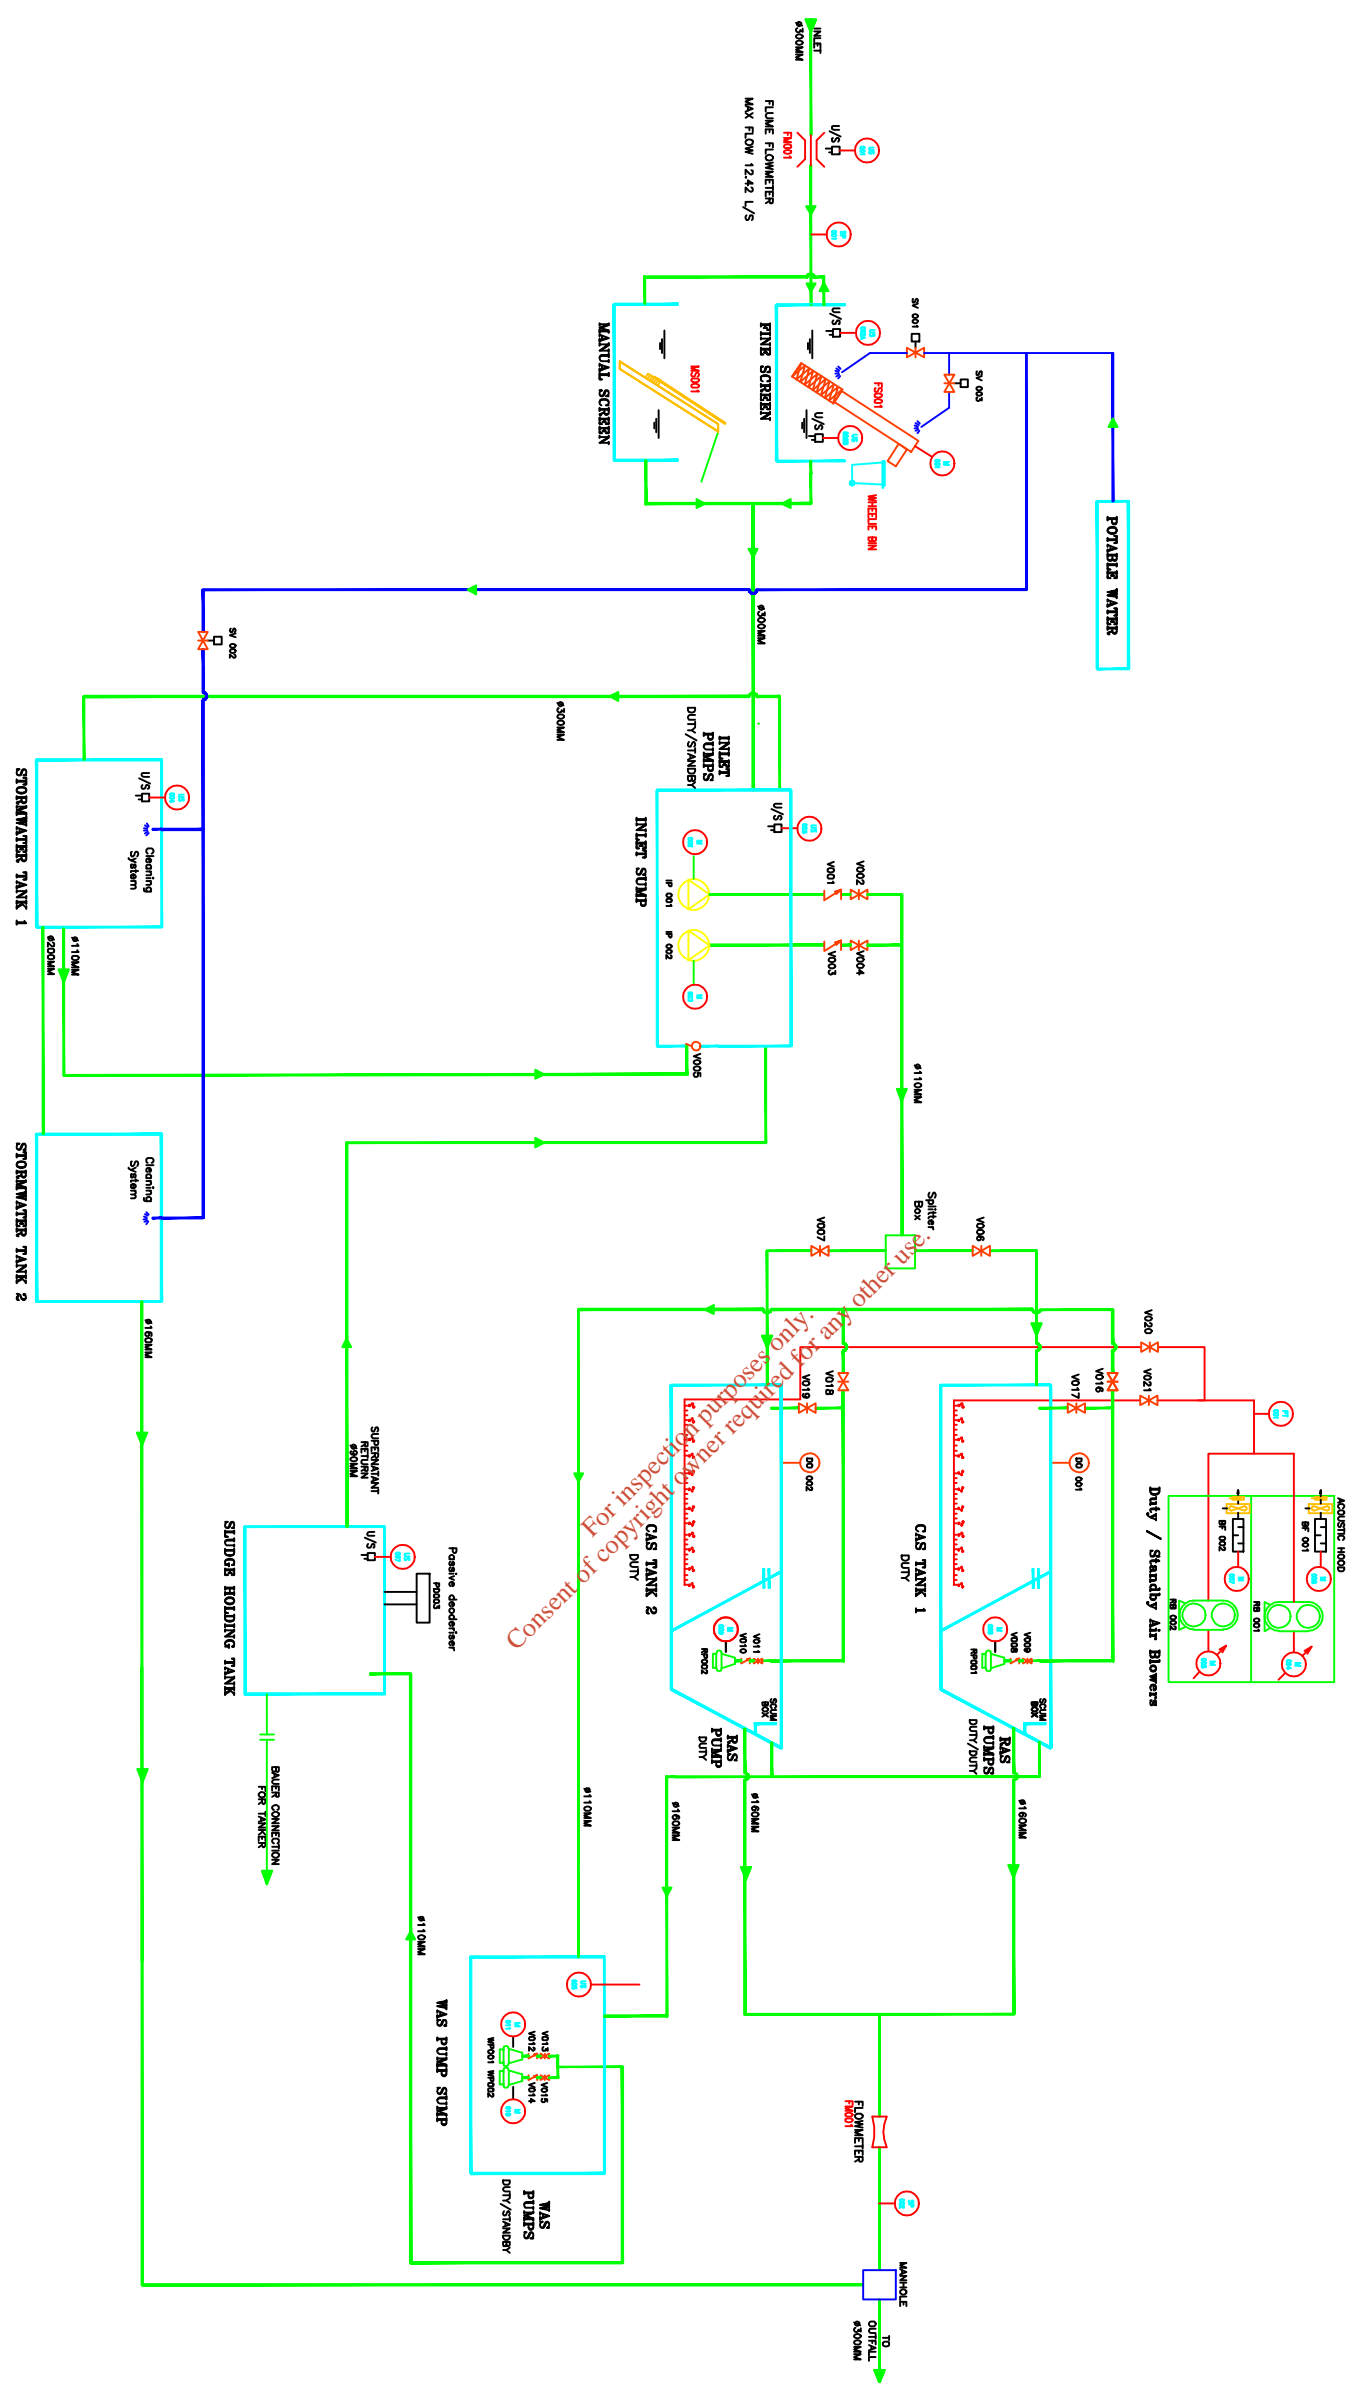 INLET
ø300MM
FLUME FLOWMETER
MAX FLOW 12.42 L/S
FM001
U/S
U/S
FINE SCREEN
FS001
U/S
WHEELIE BIN
MANUAL SCREEN
MS001
SV 001
SV 003
POTABLE WATER
ø300MM
SV 002
ø300MM
INLET
PUMPS
DUTY/STANDBY
INLET SUMP
U/S
IP 001
IP 002
V001
V002
V003
V004
V005
STORMWATER TANK 1
U/S
Cleaning
System
ø110MM
ø200MM
STORMWATER TANK 2
Cleaning
System
ø160MM
ø110MM
Splitter
Box
V006
V007
V020
V021
V016
V017
V018
V019
DO 001
DO 002
CAS TANK 1
DUTY
CAS TANK 2
DUTY
ACOUSTIC HOOD
BF 001
BF 002
RB 001
RB 002
Duty / Standby Air Blowers
RP001
V008
V009
SCUM
BOX
RAS
PUMPS
DUTY/DUTY
RP002
V010
V011
SCUM
BOX
RAS
PUMP
DUTY
ø160MM
ø160MM
ø160MM
ø110MM
SUPERNATANT
RETURN
ø90MM
SLUDGE HOLDING TANK
U/S
Passive deoderiser
PD003
BAUER CONNECTION
FOR TANKER
ø110MM
WAS PUMP SUMP
M
011
WP001
WP002
V012
V013
V014
V015
M
010
WAS
PUMPS
DUTY/STANDBY
FLOWMETER
FM001
MANHOLE
TO
OUTFALL
ø300MM
For inspection purposes only.
Consent of copyright owner required for any other use.